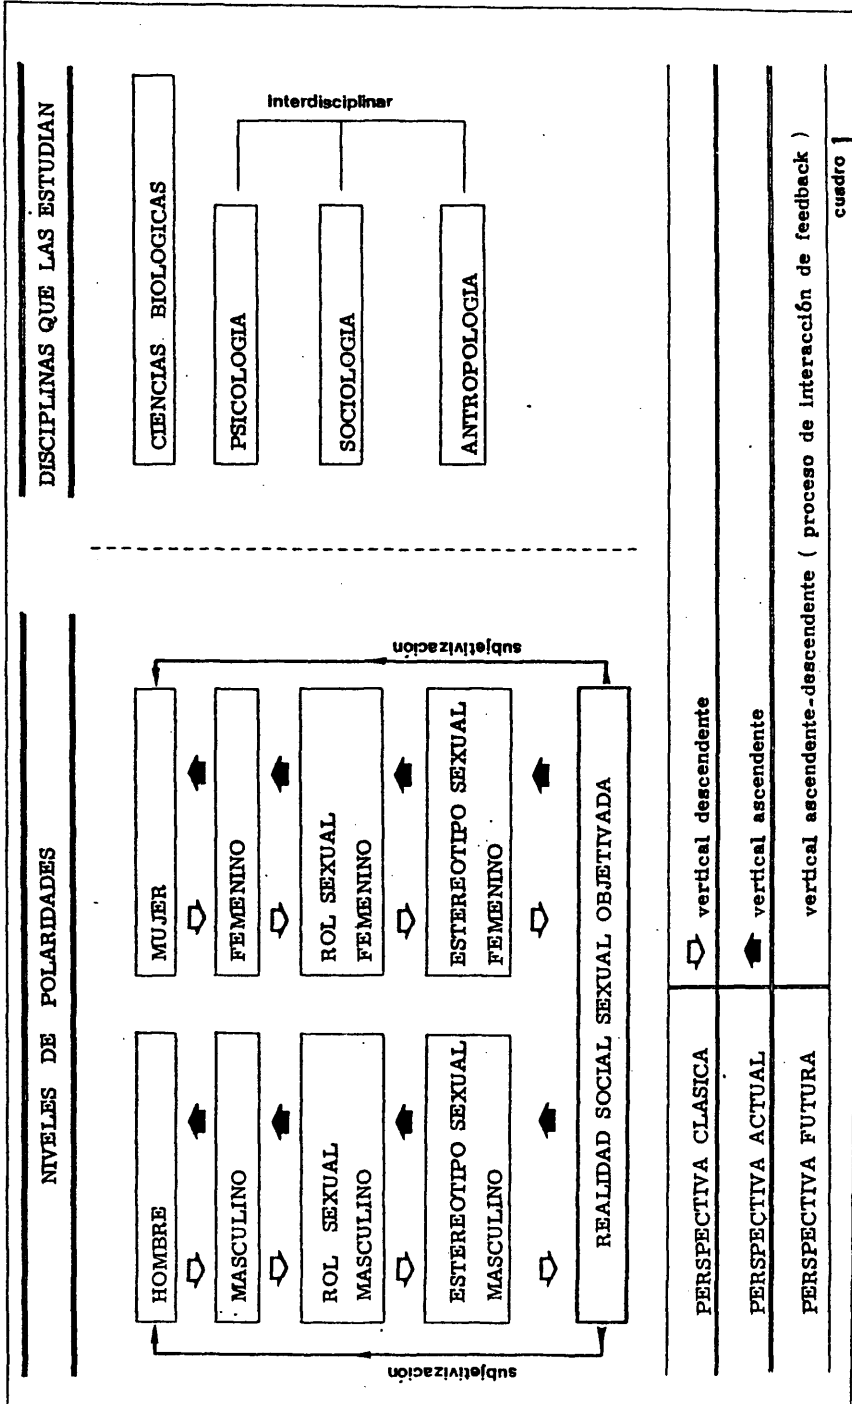 NIVELES DE POLARIDADES
DISCIPLINAS QUE LAS ESTUDIAN
HOMBRE
MUJER
CIENCIAS BIOLOGICAS
MASCULINO
FEMENINO
PSICOLOGIA
ROL SEXUAL
MASCULINO
ROL SEXUAL
FEMENINO
SOCIOLOGIA
ESTEREOTIPO SEXUAL
MASCULINO
ESTEREOTIPO SEXUAL
FEMENINO
ANTROPOLOGIA
Interdisciplinar
subjetivización
subjetivización
REALIDAD SOCIAL SEXUAL OBJETIVADA
PERSPECTIVA CLASICA
vertical descendente
PERSPECTIVA ACTUAL
vertical ascendente
PERSPECTIVA FUTURA
vertical ascendente-descendente ( proceso de interacción de feedback )
cuadro 1